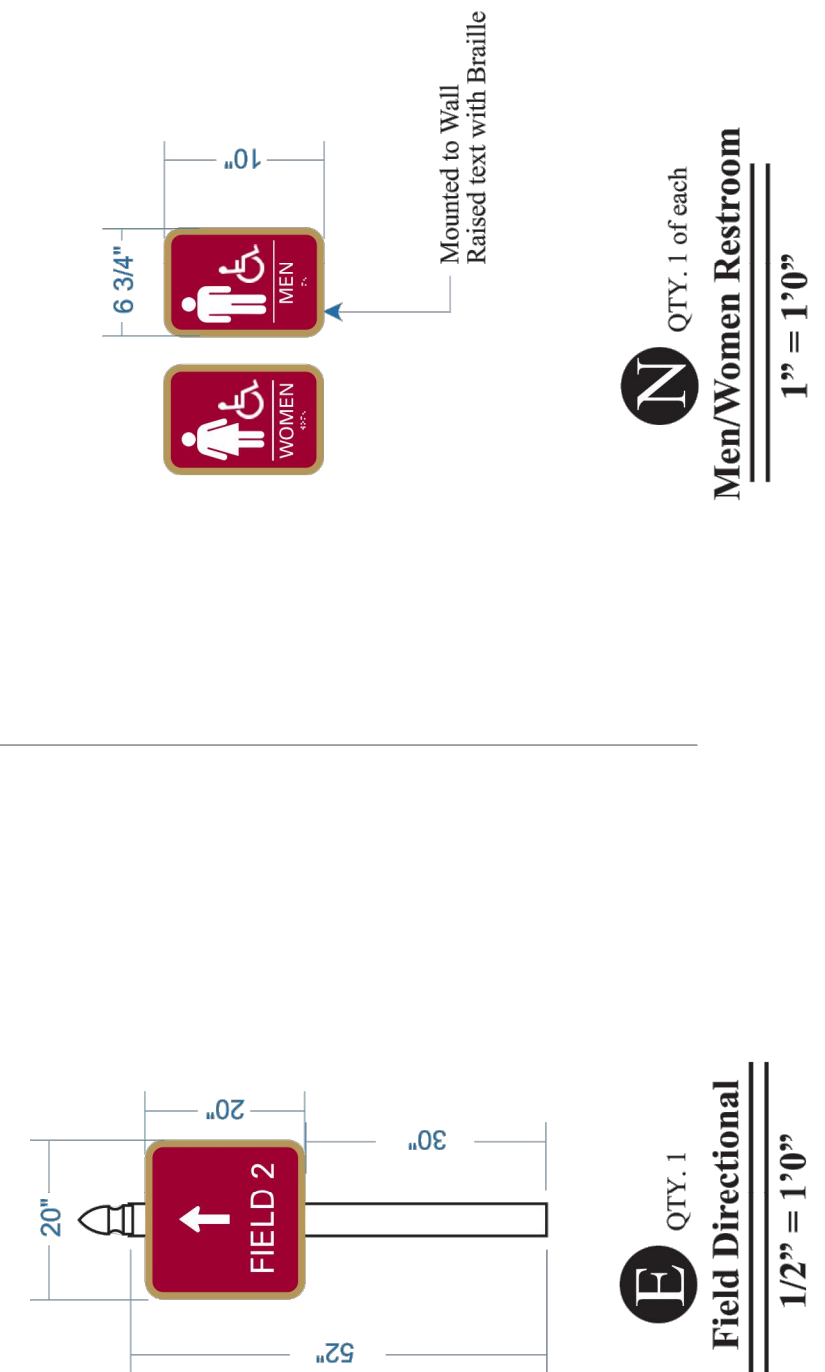 20"
20"
30"
52"
FIELD 2
E QTY. 1
Field Directional
1/2” = 1’0”
6 3/4"
10"
WOMEN
MEN
Mounted to Wall
Raised text with Braille
N QTY. 1 of each
Men/Women Restroom
1” = 1’0”